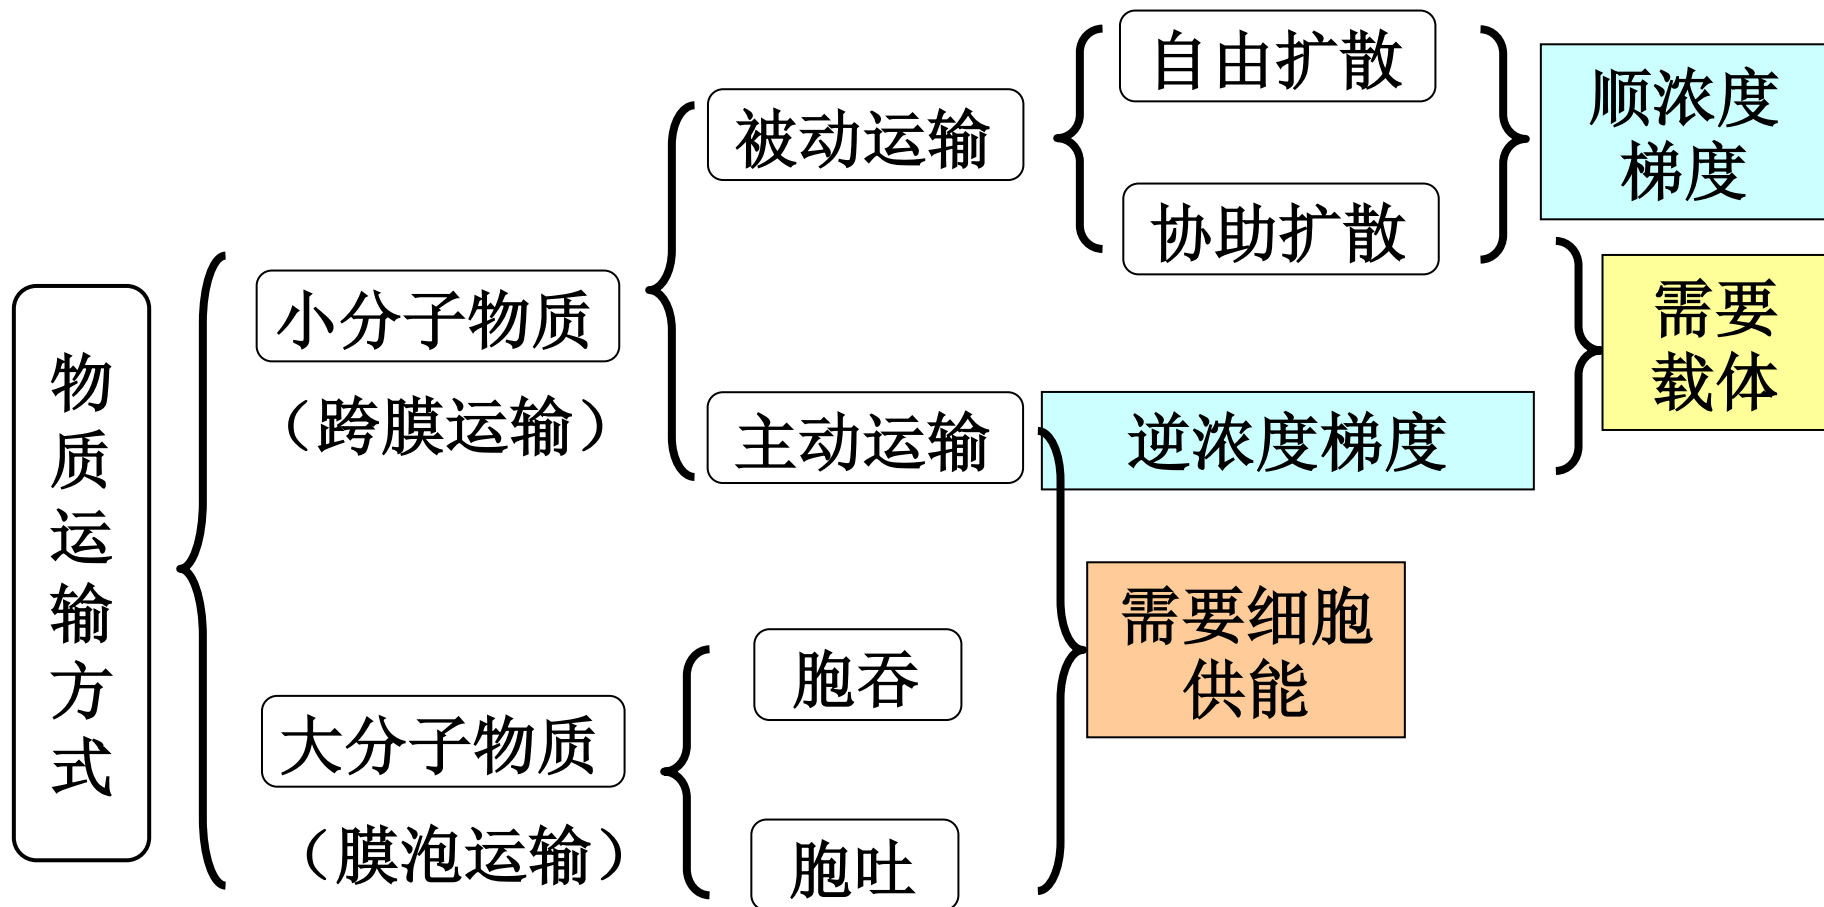 物质运输方式
小分子物质
（跨膜运输）
被动运输
自由扩散
协助扩散
顺浓度
梯度
主动运输
逆浓度梯度
需要
载体
大分子物质
（膜泡运输）
胞吞
胞吐
需要细胞
供能